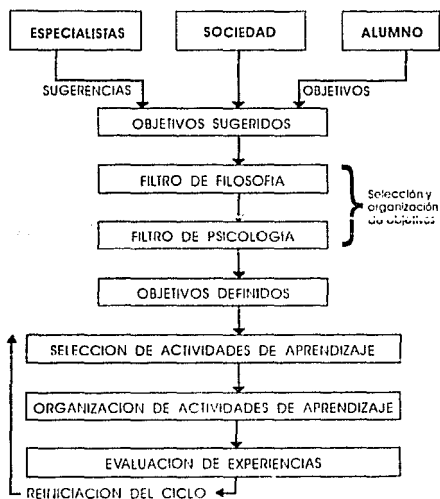 ESPECIALISTAS SOCIEDAD ALUMNO
SUGERENCIAS OBJETIVOS
OBJETIVOS SUGERIDOS
FILTRO DE FILOSOFIA
Selección y
organización
de objetivos
FILTRO DE PSICOLOGIA
OBJETIVOS DEFINIDOS
SELECCION DE ACTIVIDADES DE APRENDIZAJE
ORGANIZACION DE ACTIVIDADES DE APRENDIZAJE
EVALUACION DE EXPERIENCIAS
REINICIACION DEL CICLO